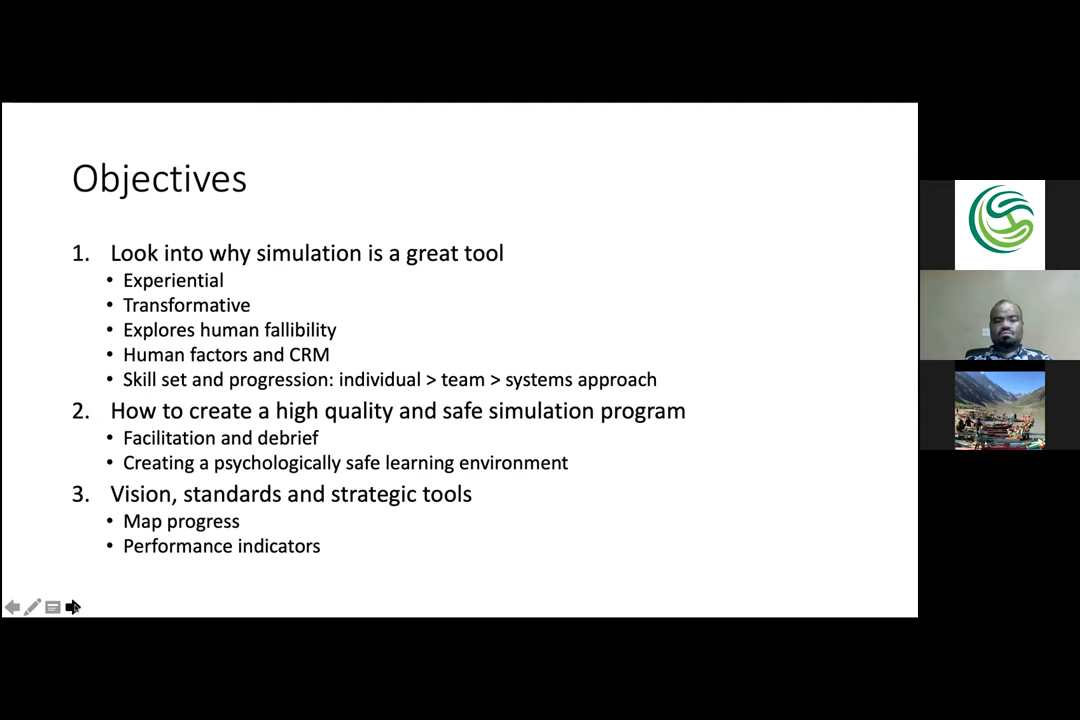 Objectives
1. Look into why simulation is a great tool
• Experiential
• Transformative
• Explores human fallibility
• Human factors and CRM
• Skill set and progression: individual > team > systems approach
2. How to create a high quality and safe simulation program
• Facilitation and debrief
• Creating a psychologically safe learning environment
3. Vision, standards and strategic tools
• Map progress
• Performance indicators